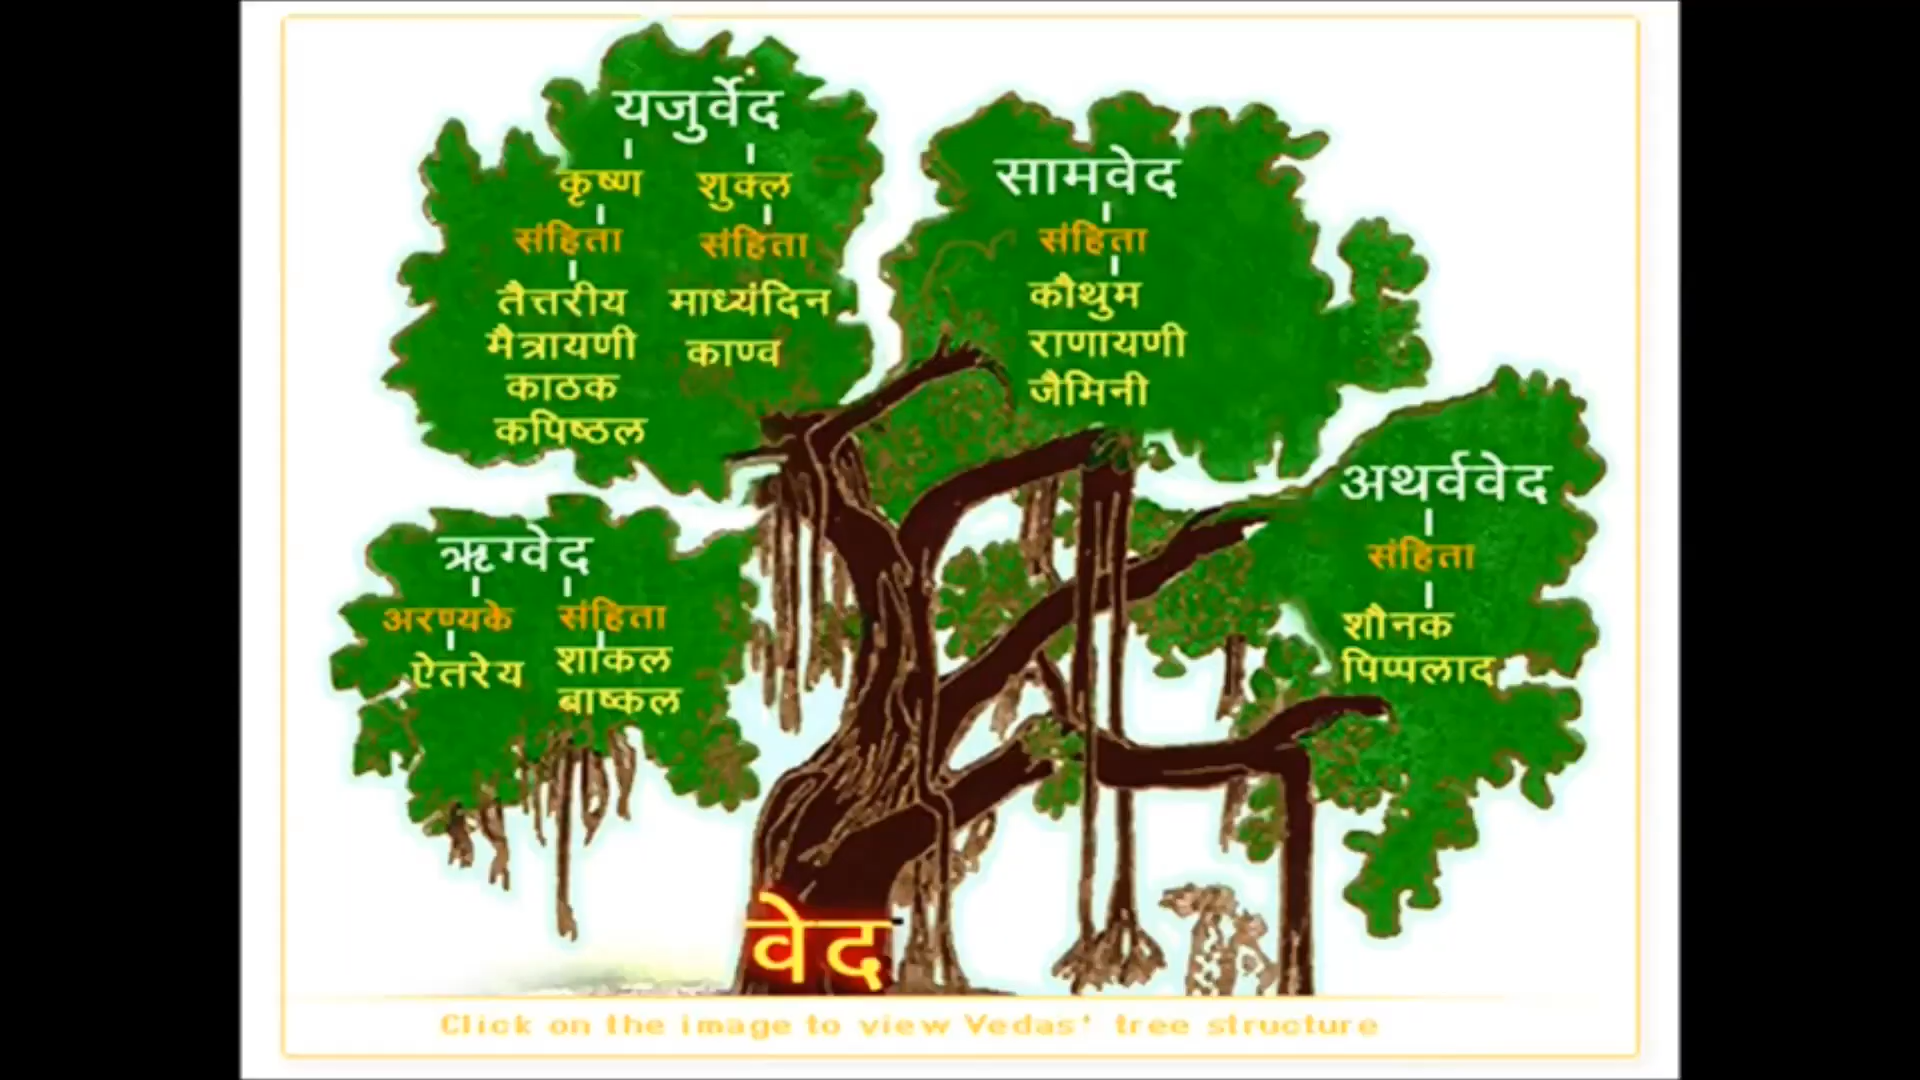 यजुर्वेद
कृष्ण शुक्ल
संहिता संहिता
तैत्तरीय माध्यंदिन
मैत्रायणी काण्व
काठक
कपिष्ठल
सामवेद
संहिता
कौथुम
राणायणी
जैमिनी
अथर्ववेद
संहिता
शौनक
पिप्पलाद
ऋग्वेद
अरण्यके संहिता
ऐतरेय शाकल
बाष्कल
वेद
Click on the image to view Vedas' tree structure